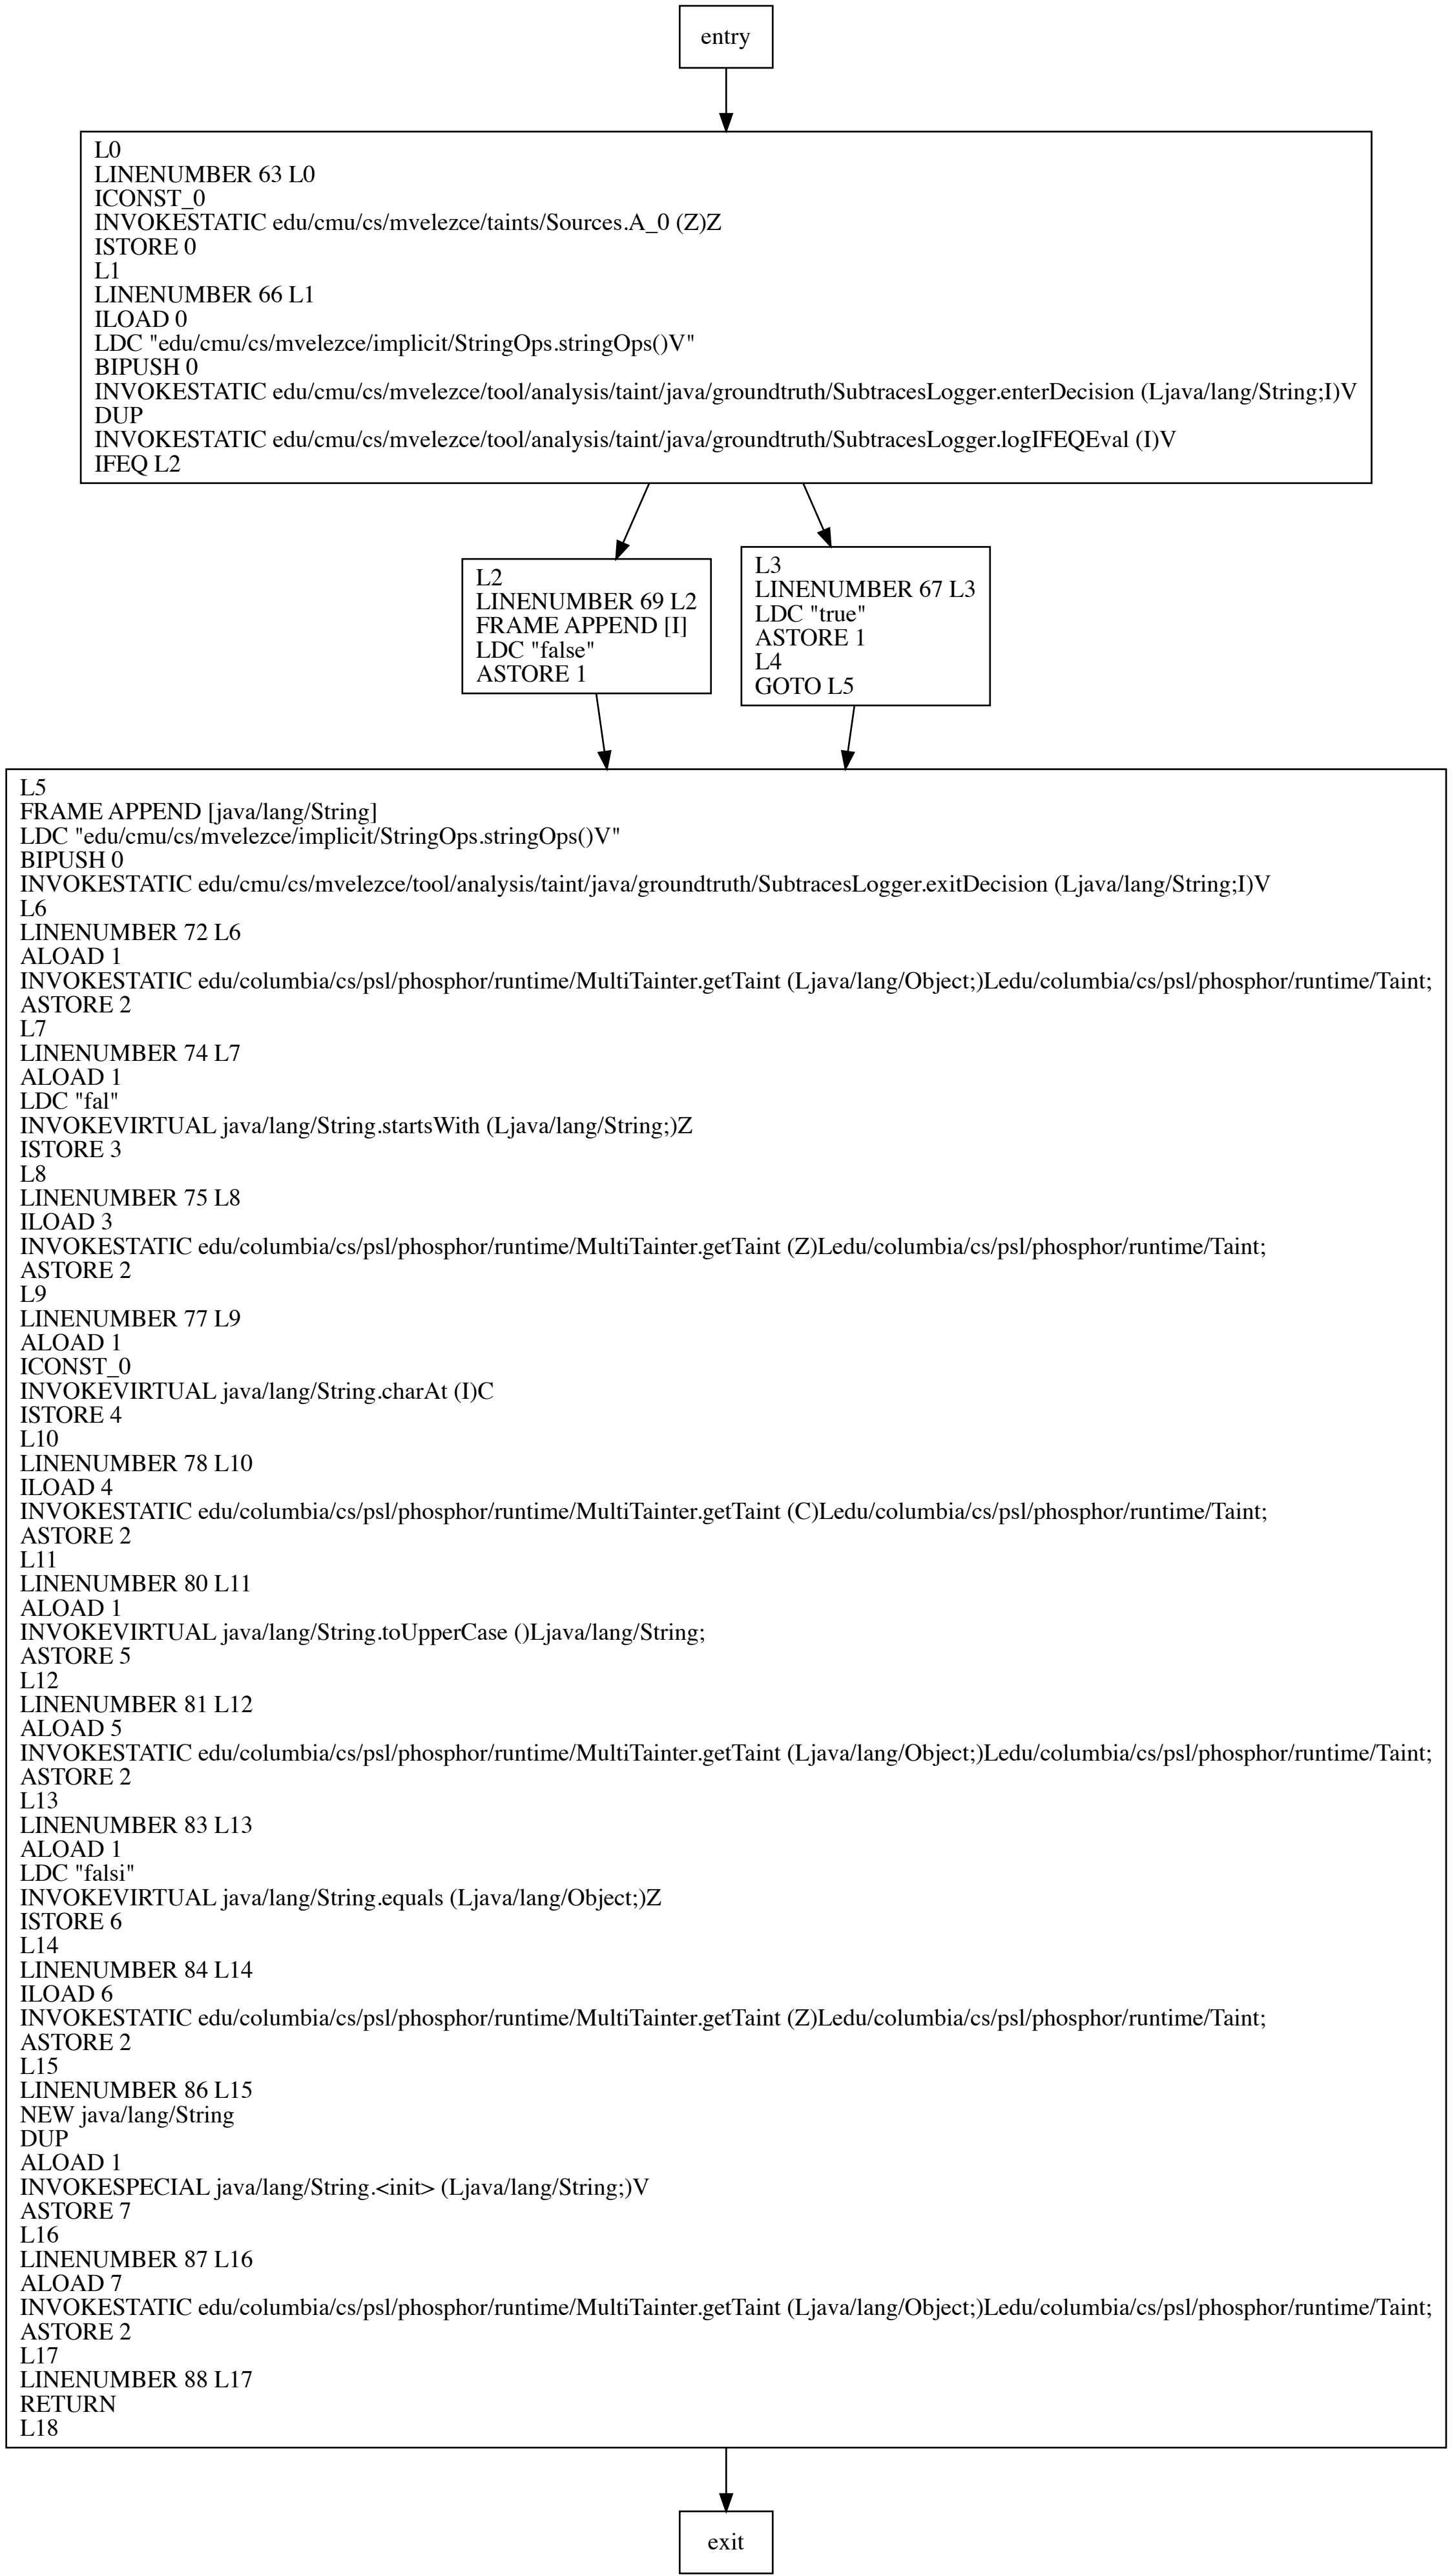 entry
L0
LINENUMBER 63 L0
ICONST_0
INVOKESTATIC edu/cmu/cs/mvelezce/taints/Sources.A_0 (Z)Z
ISTORE 0
L1
LINENUMBER 66 L1
ILOAD 0
LDC "edu/cmu/cs/mvelezce/implicit/StringOps.stringOps()V"
BIPUSH 0
INVOKESTATIC edu/cmu/cs/mvelezce/tool/analysis/taint/java/groundtruth/SubtracesLogger.enterDecision (Ljava/lang/String;I)V
DUP
INVOKESTATIC edu/cmu/cs/mvelezce/tool/analysis/taint/java/groundtruth/SubtracesLogger.logIFEQEval (I)V
IFEQ L2
L2
LINENUMBER 69 L2
FRAME APPEND [I]
LDC "false"
ASTORE 1
L3
LINENUMBER 67 L3
LDC "true"
ASTORE 1
L4
GOTO L5
L5
FRAME APPEND [java/lang/String]
LDC "edu/cmu/cs/mvelezce/implicit/StringOps.stringOps()V"
BIPUSH 0
INVOKESTATIC edu/cmu/cs/mvelezce/tool/analysis/taint/java/groundtruth/SubtracesLogger.exitDecision (Ljava/lang/String;I)V
L6
LINENUMBER 72 L6
ALOAD 1
INVOKESTATIC edu/columbia/cs/psl/phosphor/runtime/MultiTainter.getTaint (Ljava/lang/Object;)Ledu/columbia/cs/psl/phosphor/runtime/Taint;
ASTORE 2
L7
LINENUMBER 74 L7
ALOAD 1
LDC "fal"
INVOKEVIRTUAL java/lang/String.startsWith (Ljava/lang/String;)Z
ISTORE 3
L8
LINENUMBER 75 L8
ILOAD 3
INVOKESTATIC edu/columbia/cs/psl/phosphor/runtime/MultiTainter.getTaint (Z)Ledu/columbia/cs/psl/phosphor/runtime/Taint;
ASTORE 2
L9
LINENUMBER 77 L9
ALOAD 1
ICONST_0
INVOKEVIRTUAL java/lang/String.charAt (I)C
ISTORE 4
L10
LINENUMBER 78 L10
ILOAD 4
INVOKESTATIC edu/columbia/cs/psl/phosphor/runtime/MultiTainter.getTaint (C)Ledu/columbia/cs/psl/phosphor/runtime/Taint;
ASTORE 2
L11
LINENUMBER 80 L11
ALOAD 1
INVOKEVIRTUAL java/lang/String.toUpperCase ()Ljava/lang/String;
ASTORE 5
L12
LINENUMBER 81 L12
ALOAD 5
INVOKESTATIC edu/columbia/cs/psl/phosphor/runtime/MultiTainter.getTaint (Ljava/lang/Object;)Ledu/columbia/cs/psl/phosphor/runtime/Taint;
ASTORE 2
L13
LINENUMBER 83 L13
ALOAD 1
LDC "falsi"
INVOKEVIRTUAL java/lang/String.equals (Ljava/lang/Object;)Z
ISTORE 6
L14
LINENUMBER 84 L14
ILOAD 6
INVOKESTATIC edu/columbia/cs/psl/phosphor/runtime/MultiTainter.getTaint (Z)Ledu/columbia/cs/psl/phosphor/runtime/Taint;
ASTORE 2
L15
LINENUMBER 86 L15
NEW java/lang/String
DUP
ALOAD 1
INVOKESPECIAL java/lang/String.<init> (Ljava/lang/String;)V
ASTORE 7
L16
LINENUMBER 87 L16
ALOAD 7
INVOKESTATIC edu/columbia/cs/psl/phosphor/runtime/MultiTainter.getTaint (Ljava/lang/Object;)Ledu/columbia/cs/psl/phosphor/runtime/Taint;
ASTORE 2
L17
LINENUMBER 88 L17
RETURN
L18
exit